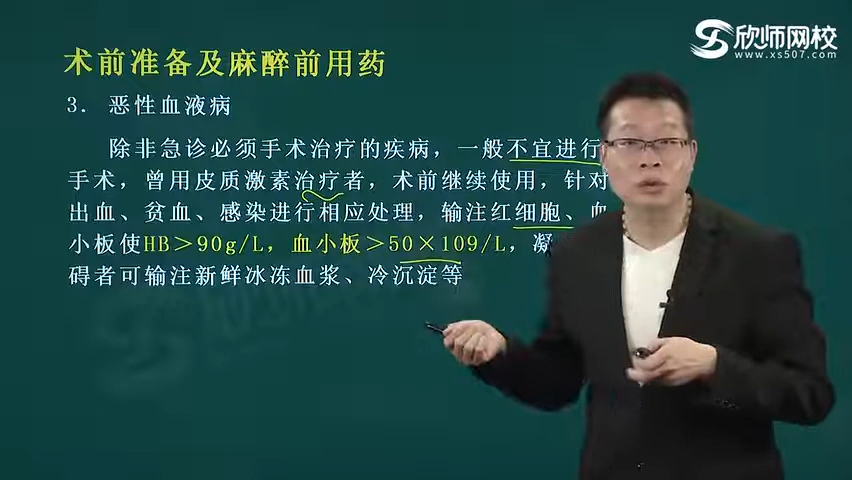 欣师网校
www.xs507.com
术前准备及麻醉前用药
3. 恶性血液病
除非急诊必须手术治疗的疾病，一般不宜进行
手术，曾用皮质激素治疗者，术前继续使用，针对
出血、贫血、感染进行相应处理，输注红细胞、血
小板使HB＞90g/L，血小板＞50×109/L，凝
碍者可输注新鲜冰冻血浆、冷沉淀等